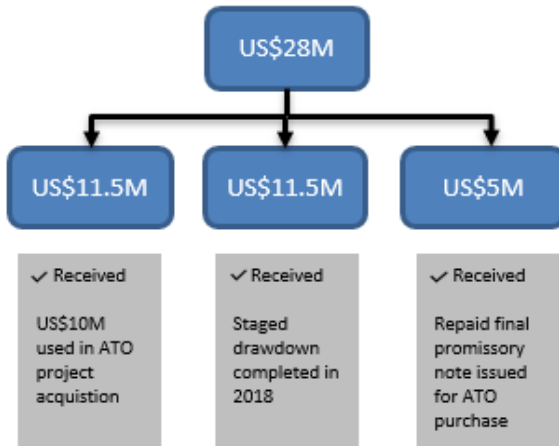 US$28M
US$11.5M
US$11.5M
US$5M
✓ Received
US$10M
used in ATO
project
acquistion
✓ Received
Staged
drawdown
completed in
2018
✓ Received
Repaid final
promissory
note issued
for ATO
purchase